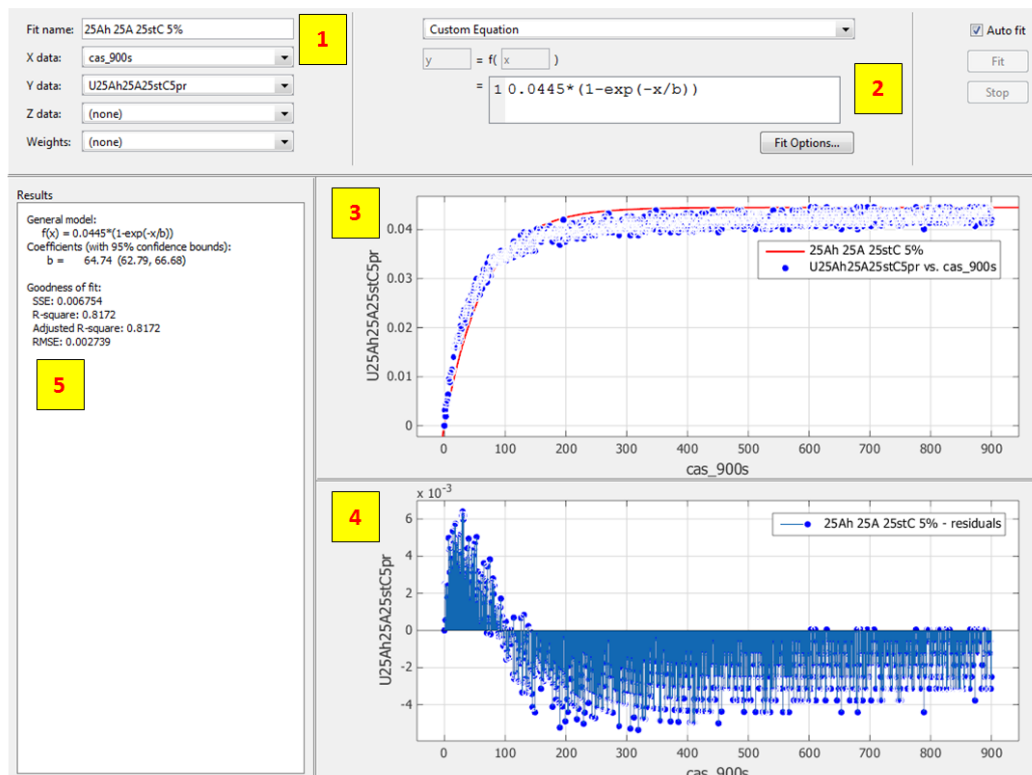 Fit name: 25Ah 25A 25stC 5%
X data: cas_900s
Y data: U25Ah25A25stC5pr
Z data: (none)
Weights: (none)
1
Custom Equation
y = f( x )
= 1 0.0445*(1-exp(-x/b))
2
Fit Options...
Auto fit
Fit
Stop
Results
General model:
f(x) = 0.0445*(1-exp(-x/b))
Coefficients (with 95% confidence bounds):
b = 64.74 (62.79, 66.68)
Goodness of fit:
SSE: 0.006754
R-square: 0.8172
Adjusted R-square: 0.8172
RMSE: 0.002739
5
3
U25Ah25A25stC5pr
0.04
0.03
0.02
0.01
0
25Ah 25A 25stC 5%
U25Ah25A25stC5pr vs. cas_900s
0 100 200 300 400 500 600 700 800 900
cas_900s
4
x 10-3
U25Ah25A25stC5pr
6
4
2
0
-2
-4
25Ah 25A 25stC 5% - residuals
0 100 200 300 400 500 600 700 800 900
cas_900s